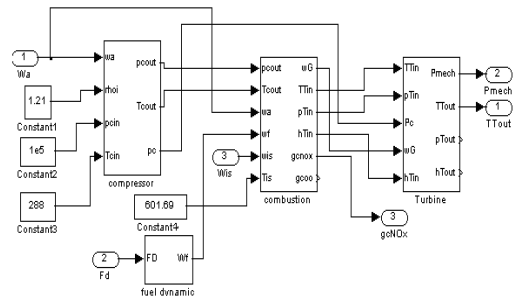 1
Wa
1.21
Constant1
1e5
Constant2
288
Constant3
wa
rhoi
pcin
Tcin
pcout
Tcout
pc
compressor
3
Wis
601.69
Constant4
2
Fd
FD
Wf
fuel dynamic
pcout
Tcout
wa
wf
wis
Tis
wG
TTin
pTin
hTin
gcnox
gcoo
combustion
TTin
pTin
Pc
wG
hTin
Pmech
TTout
pTout
hTout
Turbine
2
Pmech
1
TTout
3
gcNOx